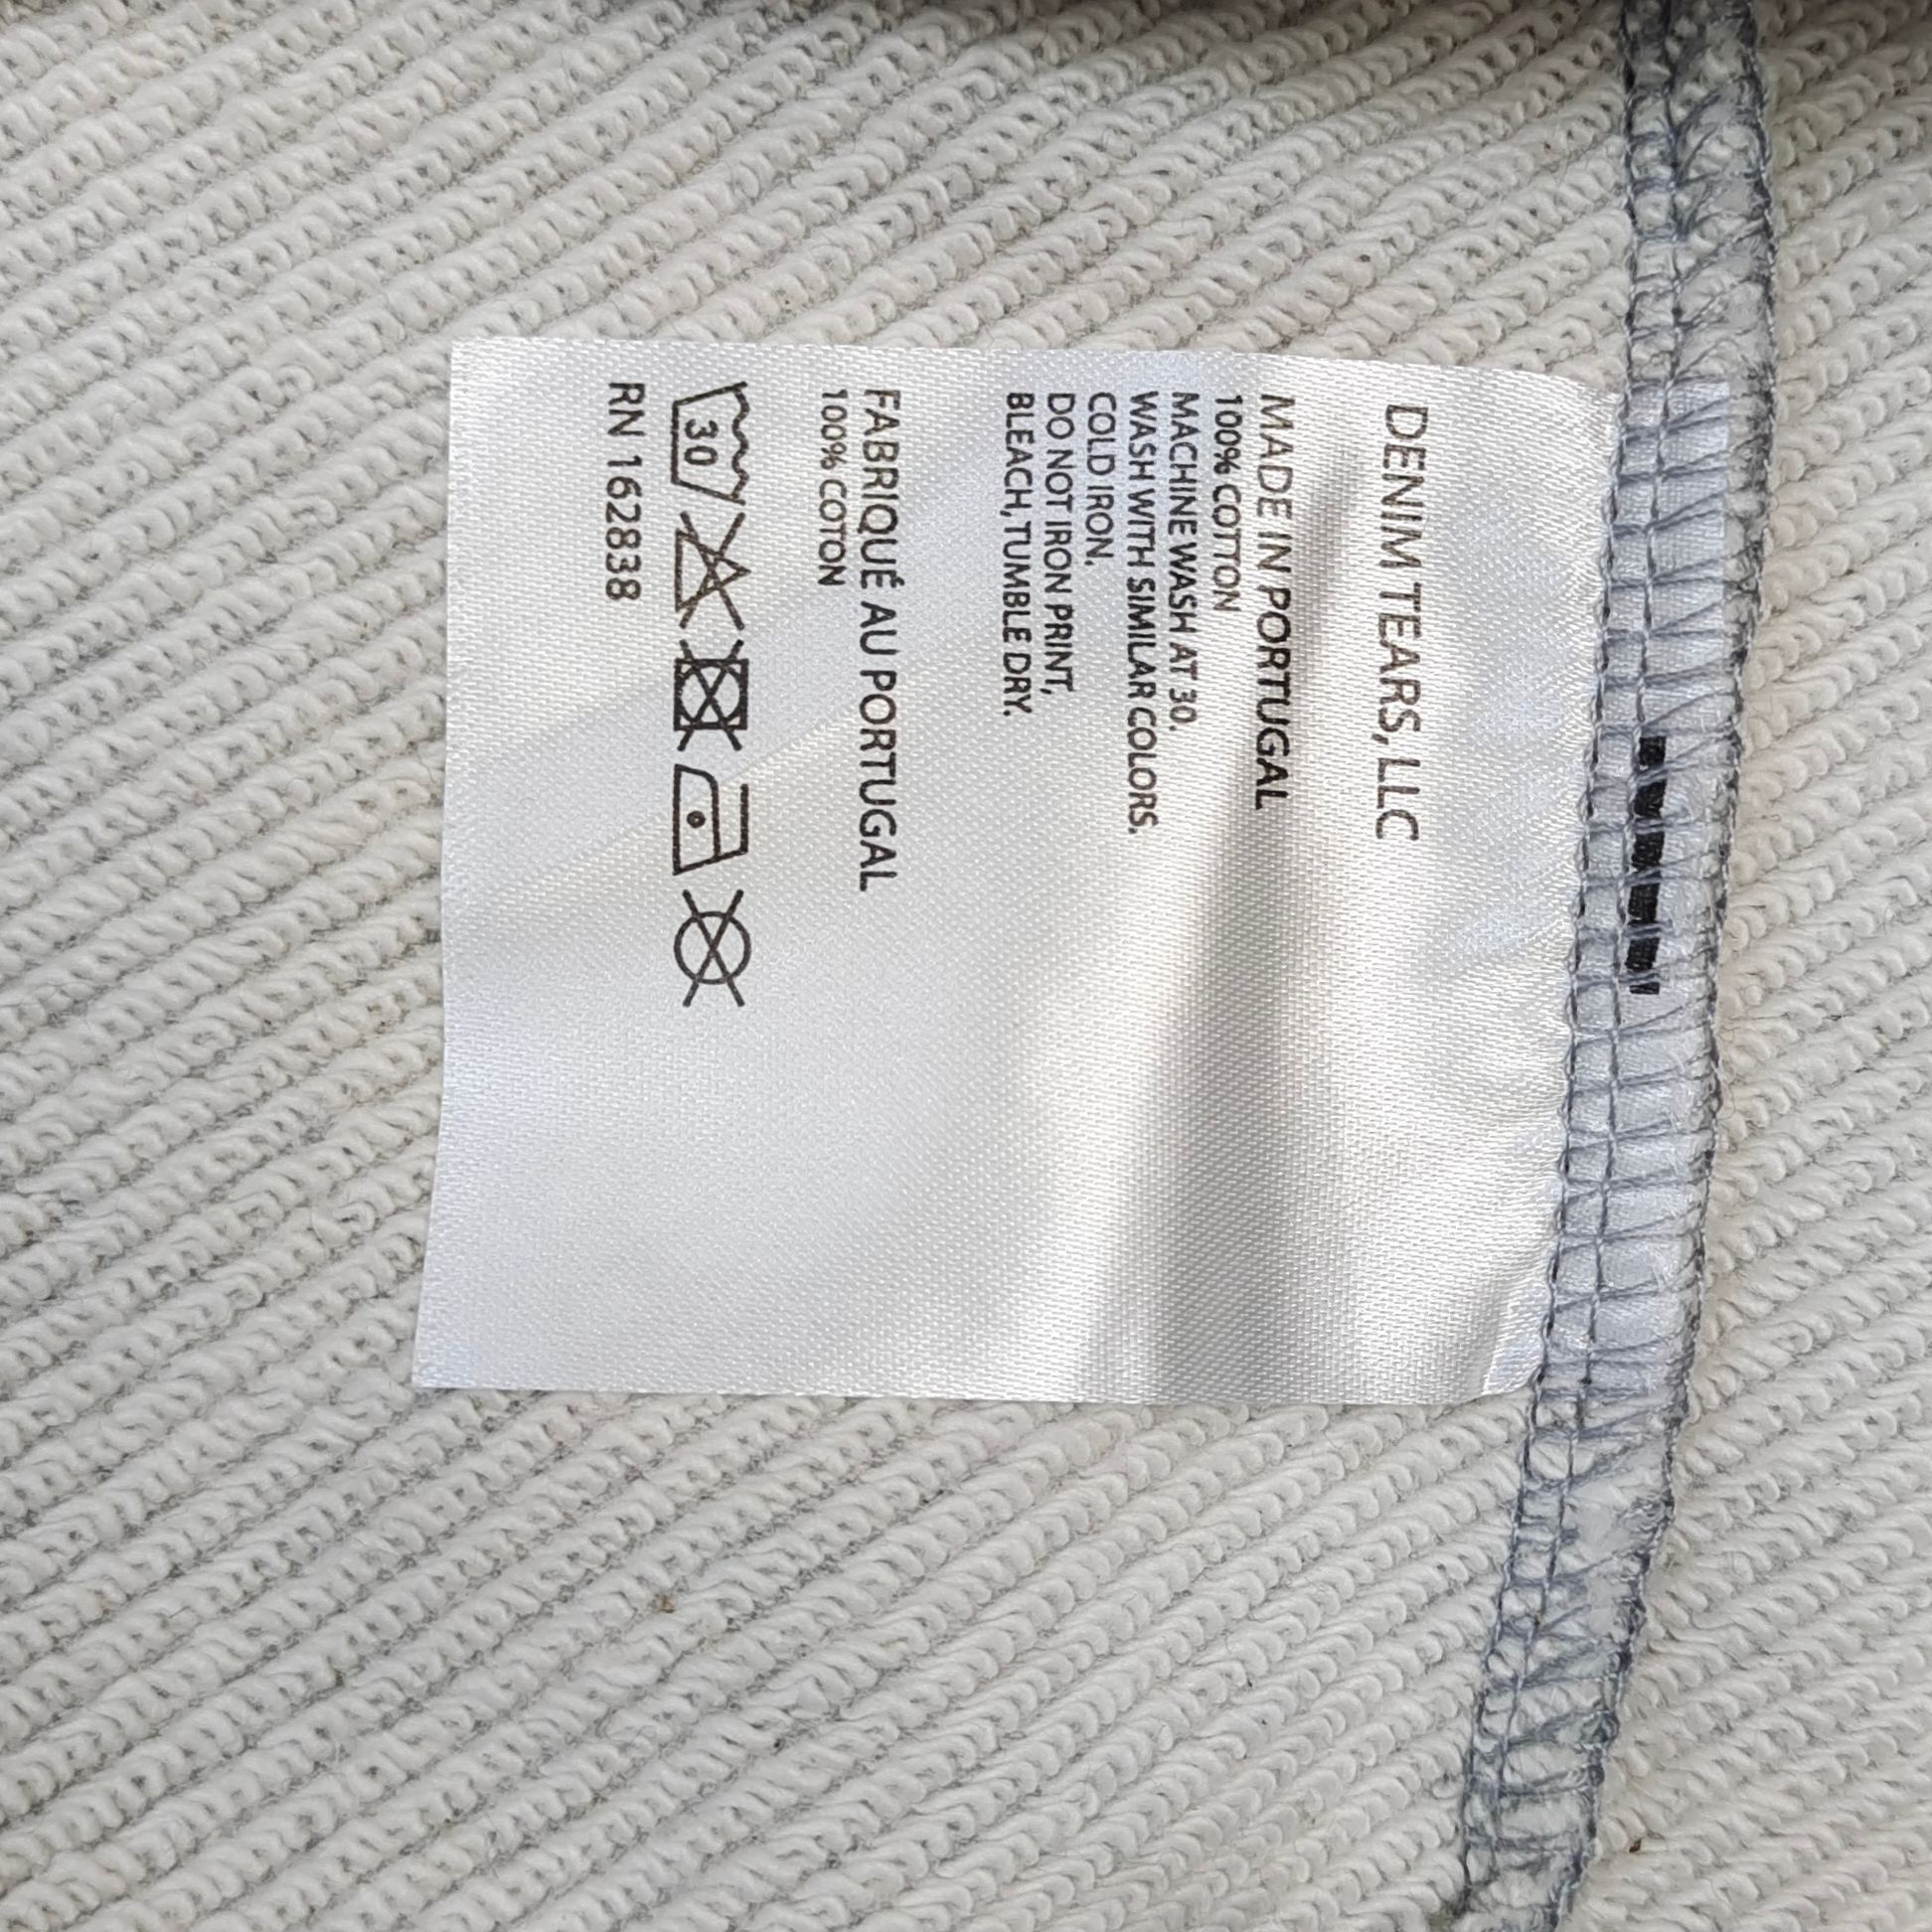 DENIM TEARS, LLC
MADE IN PORTUGAL
100% COTTON
MACHINE WASH AT 30.
WASH WITH SIMILAR COLORS.
COLD IRON.
DO NOT IRON PRINT,
BLEACH, TUMBLE DRY.
FABRIQUÉ AU PORTUGAL
100% COTON
30
RN 162838